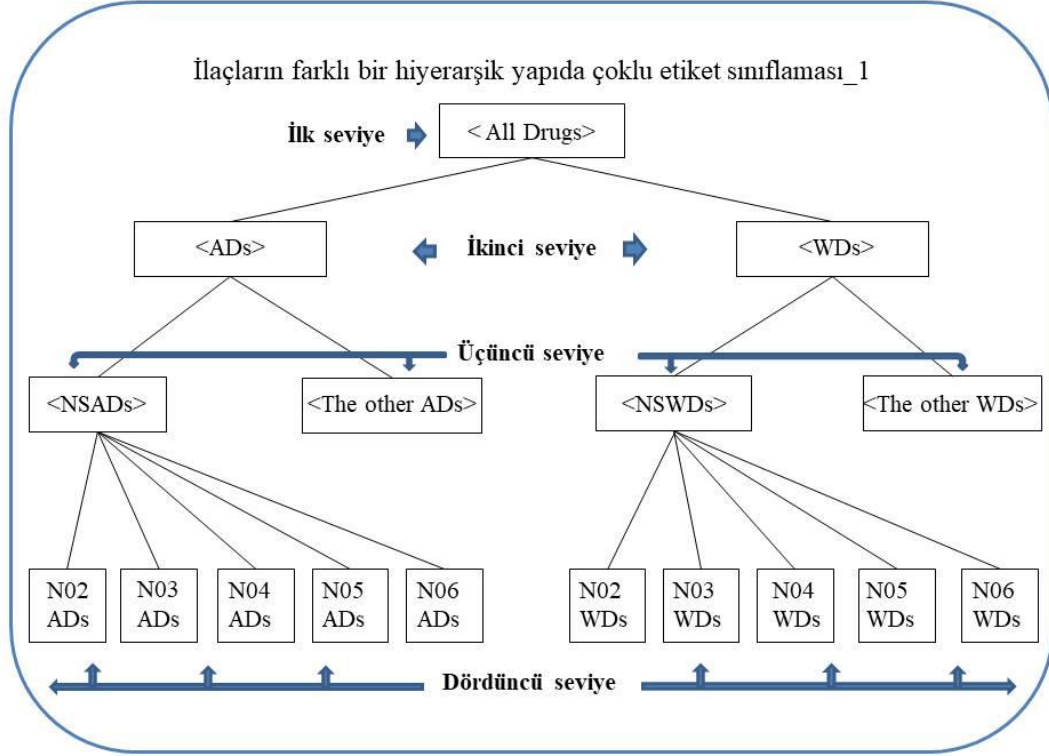 İlaçların farklı bir hiyerarşik yapıda çoklu etiket sınıflaması_1
İlk seviye
< All Drugs>
<ADs>
İkinci seviye
<WDs>
Üçüncü seviye
<NSADs>
<The other ADs>
<NSWDs>
<The other WDs>
N02
ADs
N03
ADs
N04
ADs
N05
ADs
N06
ADs
N02
WDs
N03
WDs
N04
WDs
N05
WDs
N06
WDs
Dördüncü seviye